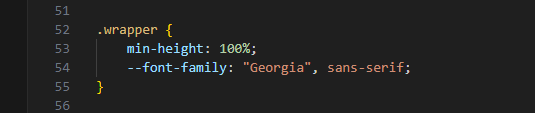 51
52 .wrapper {
53 min-height: 100%;
54 --font-family: "Georgia", sans-serif;
55 }
56